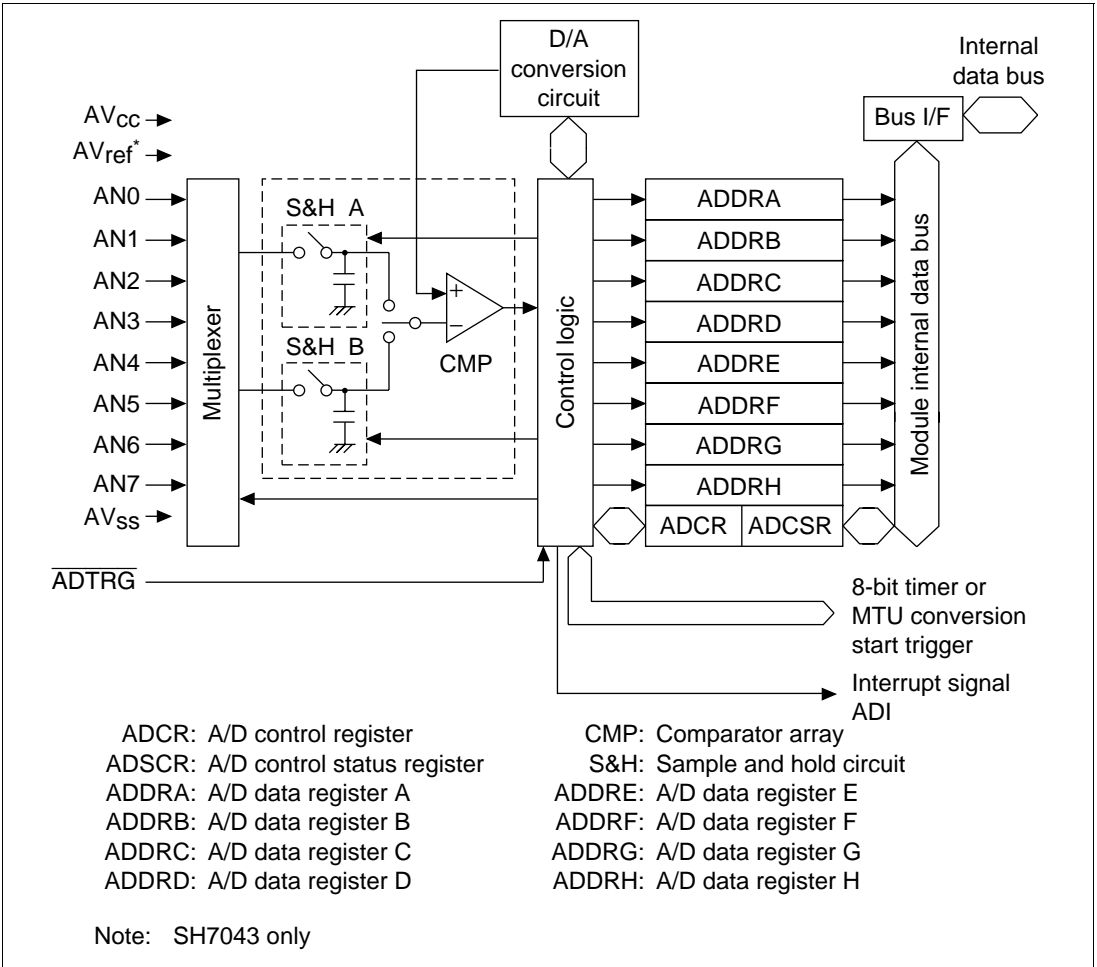 D/A
conversion
circuit
Internal
data bus
Bus I/F
AVcc
AVref*
AN0
AN1
AN2
AN3
AN4
AN5
AN6
AN7
AVss
ADTRG
Multiplexer
S&H A
S&H B
+
−
CMP
Control logic
ADDRA
ADDRB
ADDRC
ADDRD
ADDRE
ADDRF
ADDRG
ADDRH
ADCR ADCSR
Module internal data bus
8-bit timer or
MTU conversion
start trigger
Interrupt signal
ADI
ADCR: A/D control register
ADSCR: A/D control status register
ADDRA: A/D data register A
ADDRB: A/D data register B
ADDRC: A/D data register C
ADDRD: A/D data register D
CMP: Comparator array
S&H: Sample and hold circuit
ADDRE: A/D data register E
ADDRF: A/D data register F
ADDRG: A/D data register G
ADDRH: A/D data register H
Note: SH7043 only